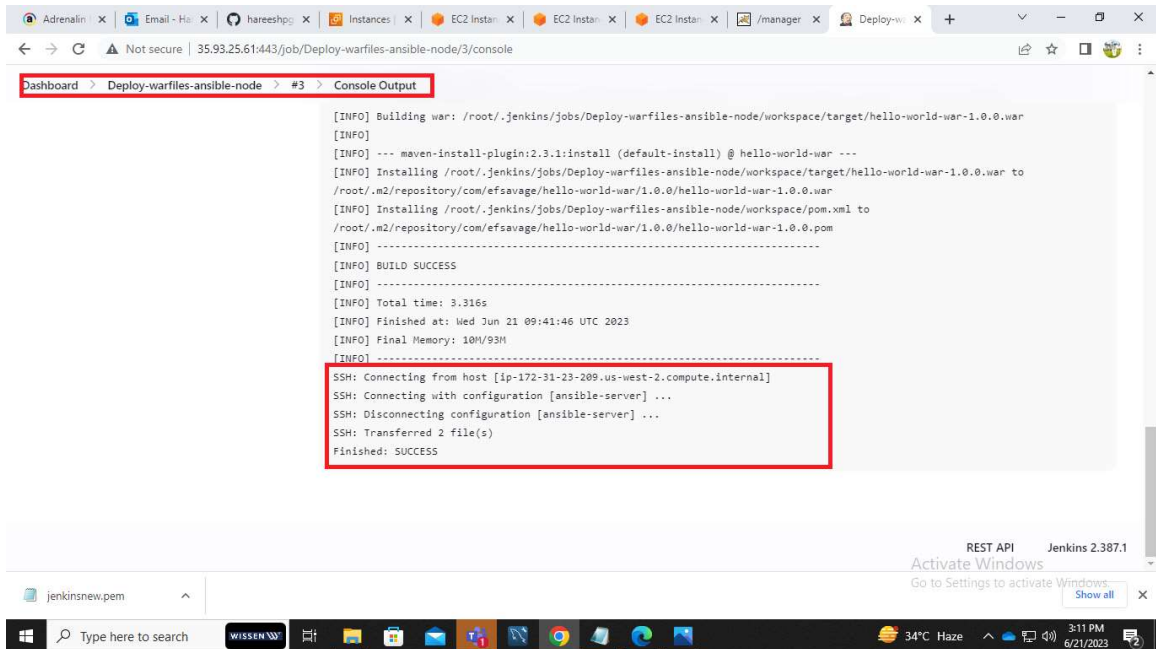 Adrenalin
Email - Ha
hareeshpg
Instances |
EC2 Instan
EC2 Instan
EC2 Instan
/manager
Deploy-wa
Not secure | 35.93.25.61:443/job/Deploy-warfiles-ansible-node/3/console
Dashboard > Deploy-warfiles-ansible-node > #3 > Console Output
[INFO] Building war: /root/.jenkins/jobs/Deploy-warfiles-ansible-node/workspace/target/hello-world-war-1.0.0.war
[INFO]
[INFO] --- maven-install-plugin:2.3.1:install (default-install) @ hello-world-war ---
[INFO] Installing /root/.jenkins/jobs/Deploy-warfiles-ansible-node/workspace/target/hello-world-war-1.0.0.war to
/root/.m2/repository/com/efsavage/hello-world-war/1.0.0/hello-world-war-1.0.0.war
[INFO] Installing /root/.jenkins/jobs/Deploy-warfiles-ansible-node/workspace/pom.xml to
/root/.m2/repository/com/efsavage/hello-world-war/1.0.0/hello-world-war-1.0.0.pom
[INFO] ------------------------------------------------------------------------
[INFO] BUILD SUCCESS
[INFO] ------------------------------------------------------------------------
[INFO] Total time: 3.316s
[INFO] Finished at: Wed Jun 21 09:41:46 UTC 2023
[INFO] Final Memory: 10M/93M
[INFO] ------------------------------------------------------------------------
SSH: Connecting from host [ip-172-31-23-209.us-west-2.compute.internal]
SSH: Connecting with configuration [ansible-server] ...
SSH: Disconnecting configuration [ansible-server] ...
SSH: Transferred 2 file(s)
Finished: SUCCESS
REST API Jenkins 2.387.1
Activate Windows
Go to Settings to activate Windows.
jenkinsnew.pem
Show all
Type here to search
WISSEN
34°C Haze
3:11 PM
6/21/2023
2